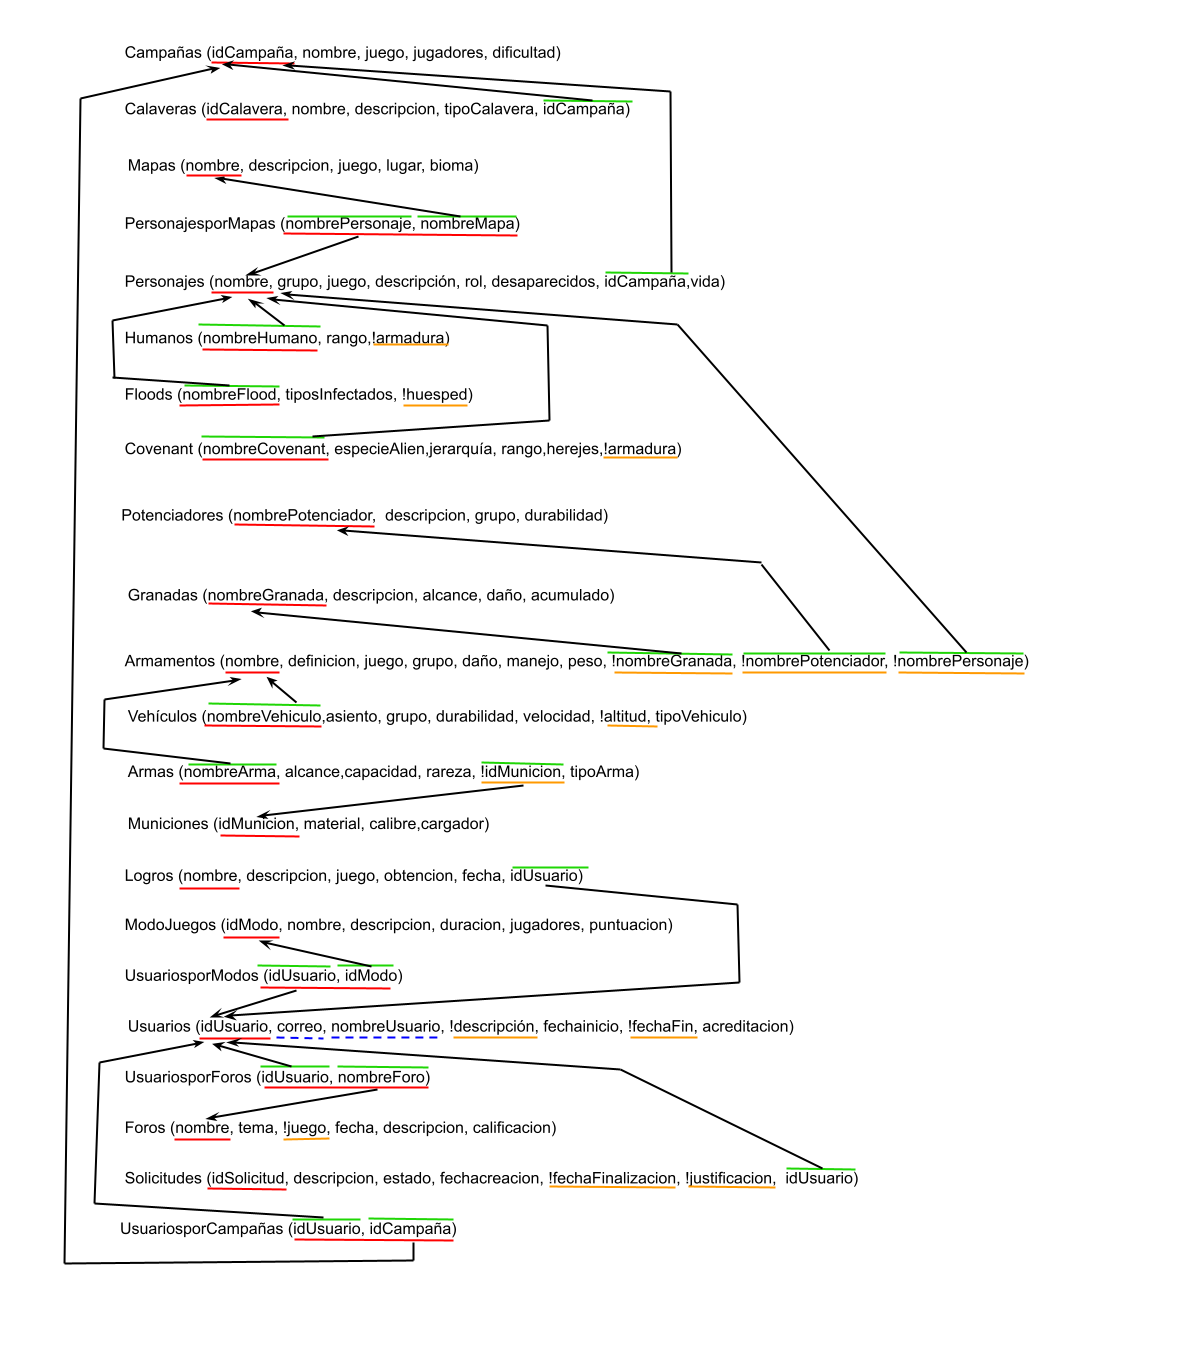 Campañas (idCampaña, nombre, juego, jugadores, dificultad)
Calaveras (idCalavera, nombre, descripcion, tipoCalavera, idCampaña)
Mapas (nombre, descripcion, juego, lugar, bioma)
PersonajesporMapas (nombrePersonaje, nombreMapa)
Personajes (nombre, grupo, juego, descripción, rol, desaparecidos, idCampaña,vida)
Humanos (nombreHumano, rango,!armadura)
Floods (nombreFlood, tiposInfectados, !huesped)
Covenant (nombreCovenant, especieAlien,jerarquía, rango,herejes,!armadura)
Potenciadores (nombrePotenciador, descripcion, grupo, durabilidad)
Granadas (nombreGranada, descripcion, alcance, daño, acumulado)
Armamentos (nombre, definicion, juego, grupo, daño, manejo, peso, !nombreGranada, !nombrePotenciador, !nombrePersonaje)
Vehículos (nombreVehiculo,asiento, grupo, durabilidad, velocidad, !altitud, tipoVehiculo)
Armas (nombreArma, alcance,capacidad, rareza, !idMunicion, tipoArma)
Municiones (idMunicion, material, calibre,cargador)
Logros (nombre, descripcion, juego, obtencion, fecha, idUsuario)
ModoJuegos (idModo, nombre, descripcion, duracion, jugadores, puntuacion)
UsuariosporModos (idUsuario, idModo)
Usuarios (idUsuario, correo, nombreUsuario, !descripción, fechainicio, !fechaFin, acreditacion)
UsuariosporForos (idUsuario, nombreForo)
Foros (nombre, tema, !juego, fecha, descripcion, calificacion)
Solicitudes (idSolicitud, descripcion, estado, fechacreacion, !fechaFinalizacion, !justificacion, idUsuario)
UsuariosporCampañas (idUsuario, idCampaña)